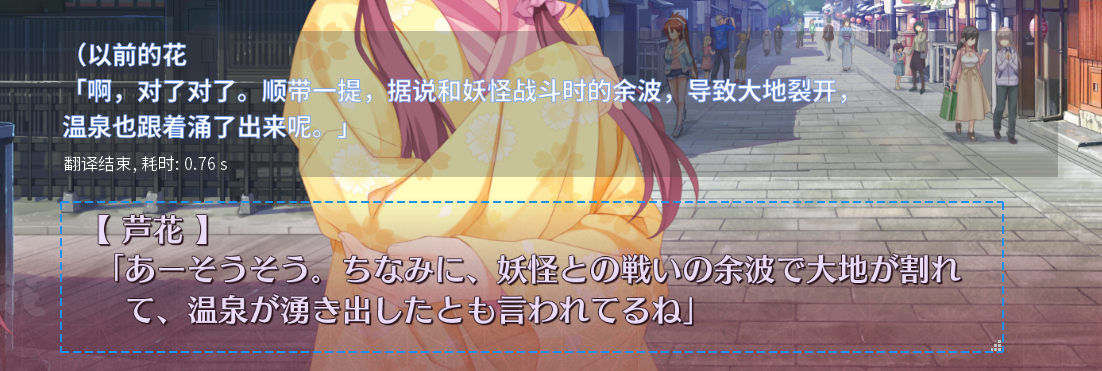 （以前的花
「啊，对了对了。顺带一提，据说和妖怪战斗时的余波，导致大地裂开，
温泉也跟着涌了出来呢。」
翻译结束, 耗时: 0.76 s
【 芦花 】
「あーそうそう。ちなみに、妖怪との戦いの余波で大地が割れ
て、温泉が湧き出したとも言われてるね」